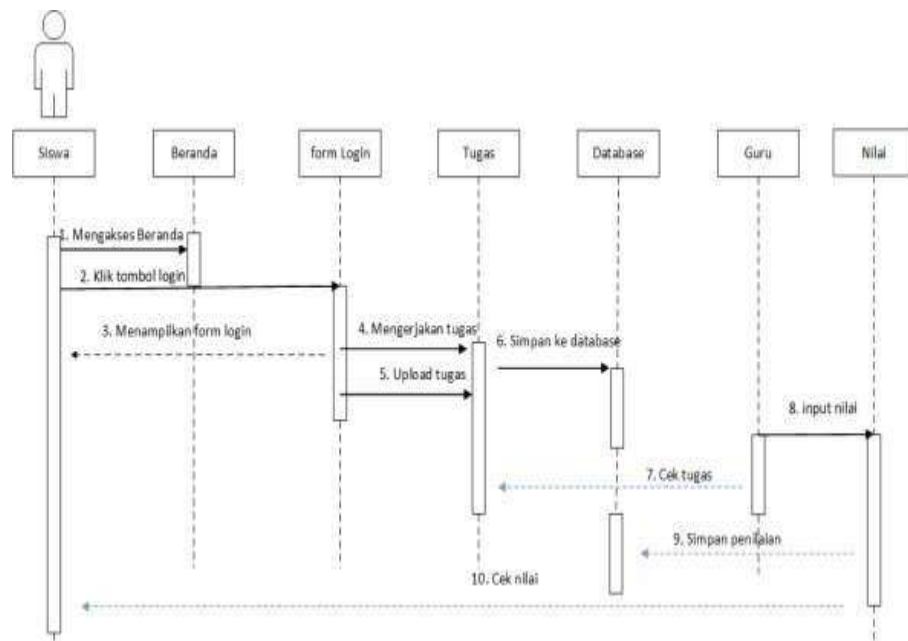 Siswa
Beranda
form Login
Tugas
Database
Guru
Nilai
1. Mengakses Beranda
2. Klik tombol login
3. Menampilkan form login
4. Mengerjakan tugas
5. Upload tugas
6. Simpan ke database
8. input nilai
7. Cek tugas
9. Simpan penilaian
10. Cek nilai